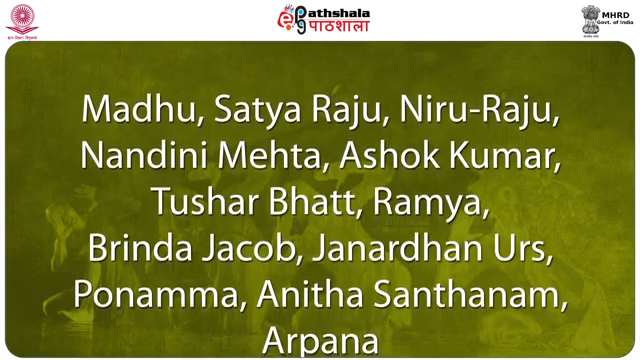 ePathshala
पाठशाला
MHRD
Govt. of India
Madhu, Satya Raju, Niru-Raju,
Nandini Mehta, Ashok Kumar,
Tushar Bhatt, Ramya,
Brinda Jacob, Janardhan Urs,
Ponamma, Anitha Santhanam,
Arpana